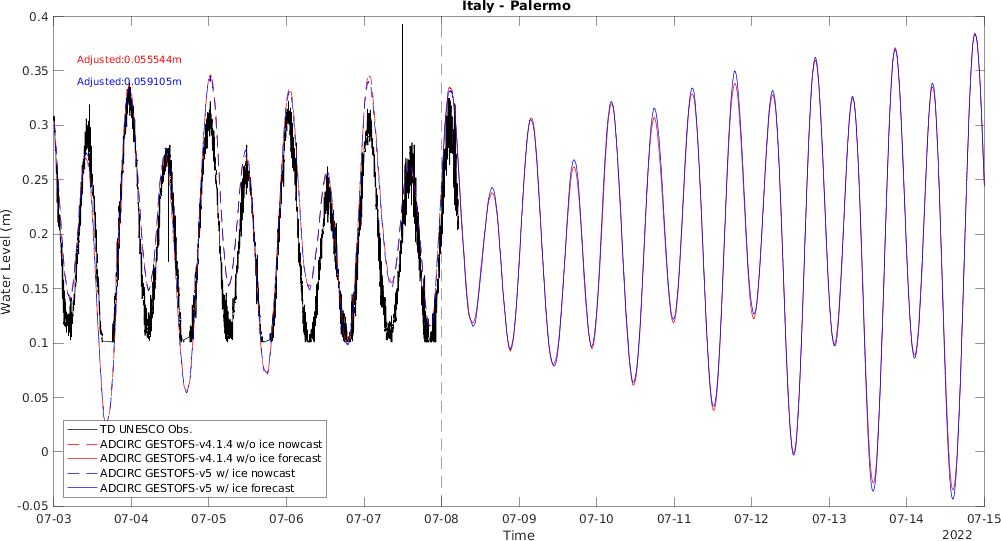 Italy - Palermo
0.4
0.35
0.3
0.25
0.2
0.15
0.1
0.05
0
-0.05
Water Level (m)
Adjusted:0.055544m
Adjusted:0.059105m
TD UNESCO Obs.
ADCIRC GESTOFS-v4.1.4 w/o ice nowcast
ADCIRC GESTOFS-v4.1.4 w/o ice forecast
ADCIRC GESTOFS-v5 w/ ice nowcast
ADCIRC GESTOFS-v5 w/ ice forecast
07-03 07-04 07-05 07-06 07-07 07-08 07-09 07-10 07-11 07-12 07-13 07-14 07-15
Time
2022